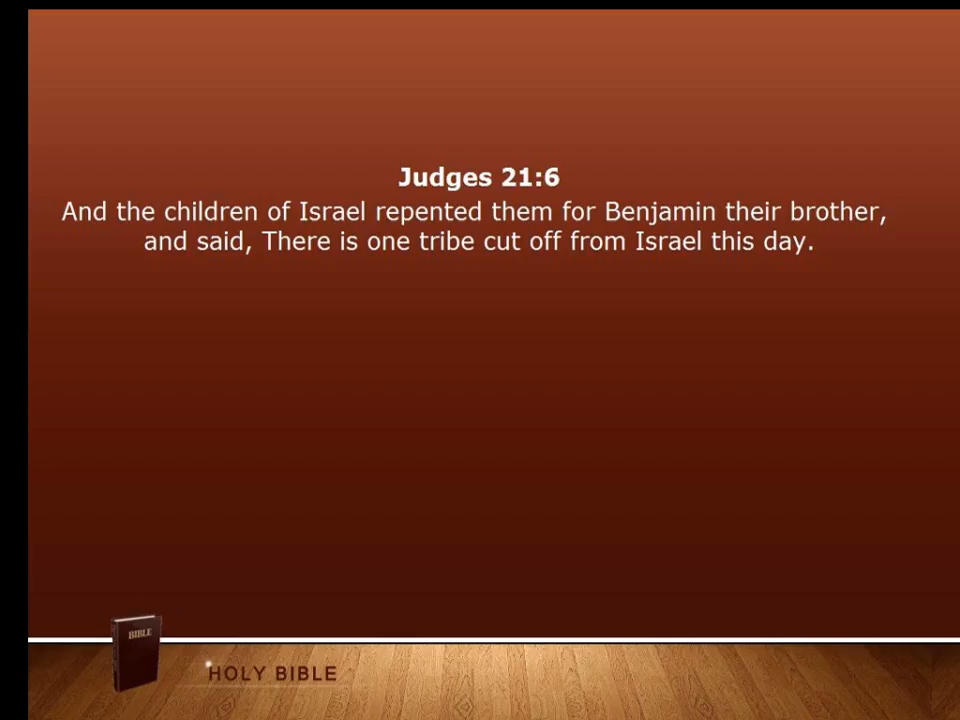 Judges 21:6
And the children of Israel repented them for Benjamin their brother,
and said, There is one tribe cut off from Israel this day.
BIBLE
HOLY BIBLE